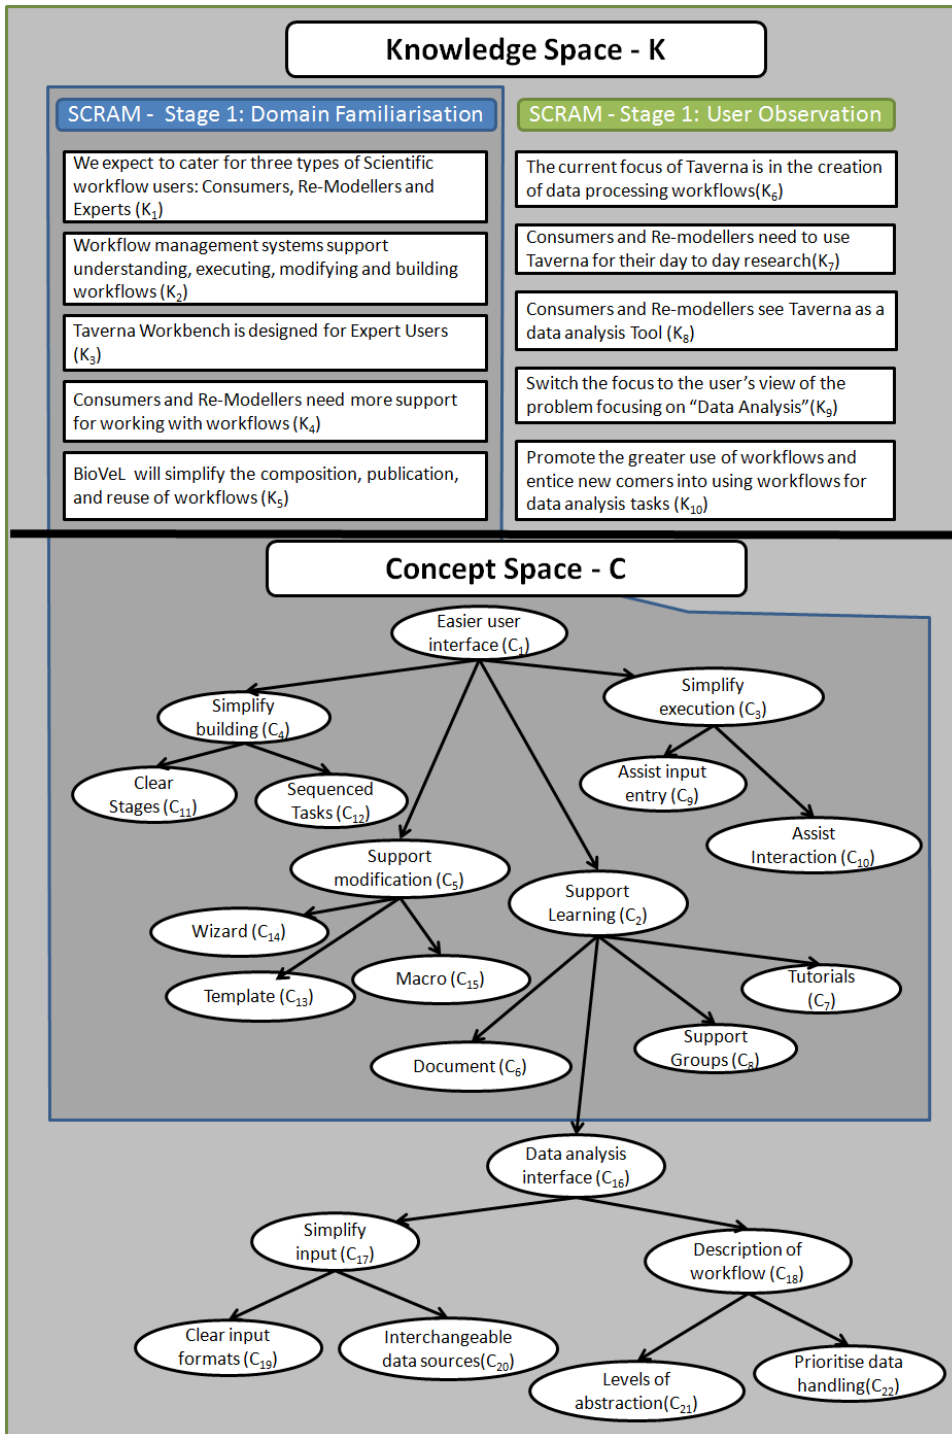 Knowledge Space - K
SCRAM - Stage 1: Domain Familiarisation
We expect to cater for three types of Scientific
workflow users: Consumers, Re-Modellers and
Experts (K₁)
Workflow management systems support
understanding, executing, modifying and building
workflows (K₂)
Taverna Workbench is designed for Expert Users
(K₃)
Consumers and Re-Modellers need more support
for working with workflows (K₄)
BioVeL will simplify the composition, publication,
and reuse of workflows (K₅)
SCRAM - Stage 1: User Observation
The current focus of Taverna is in the creation
of data processing workflows(K₆)
Consumers and Re-modellers need to use
Taverna for their day to day research(K₇)
Consumers and Re-modellers see Taverna as a
data analysis Tool (K₈)
Switch the focus to the user's view of the
problem focusing on “Data Analysis”(K₉)
Promote the greater use of workflows and
entice new comers into using workflows for
data analysis tasks (K₁₀)
Concept Space - C
Easier user
interface (C₁)
Simplify
building (C₄)
Simplify
execution (C₃)
Clear
Stages (C₁₁)
Sequenced
Tasks (C₁₂)
Assist input
entry (C₉)
Assist
Interaction (C₁₀)
Support
modification (C₅)
Support
Learning (C₂)
Wizard (C₁₄)
Template (C₁₃)
Macro (C₁₅)
Tutorials
(C₇)
Document (C₆)
Support
Groups (C₈)
Data analysis
interface (C₁₆)
Simplify
input (C₁₇)
Description of
workflow (C₁₈)
Clear input
formats (C₁₉)
Interchangeable
data sources(C₂₀)
Levels of
abstraction(C₂₁)
Prioritise data
handling(C₂₂)